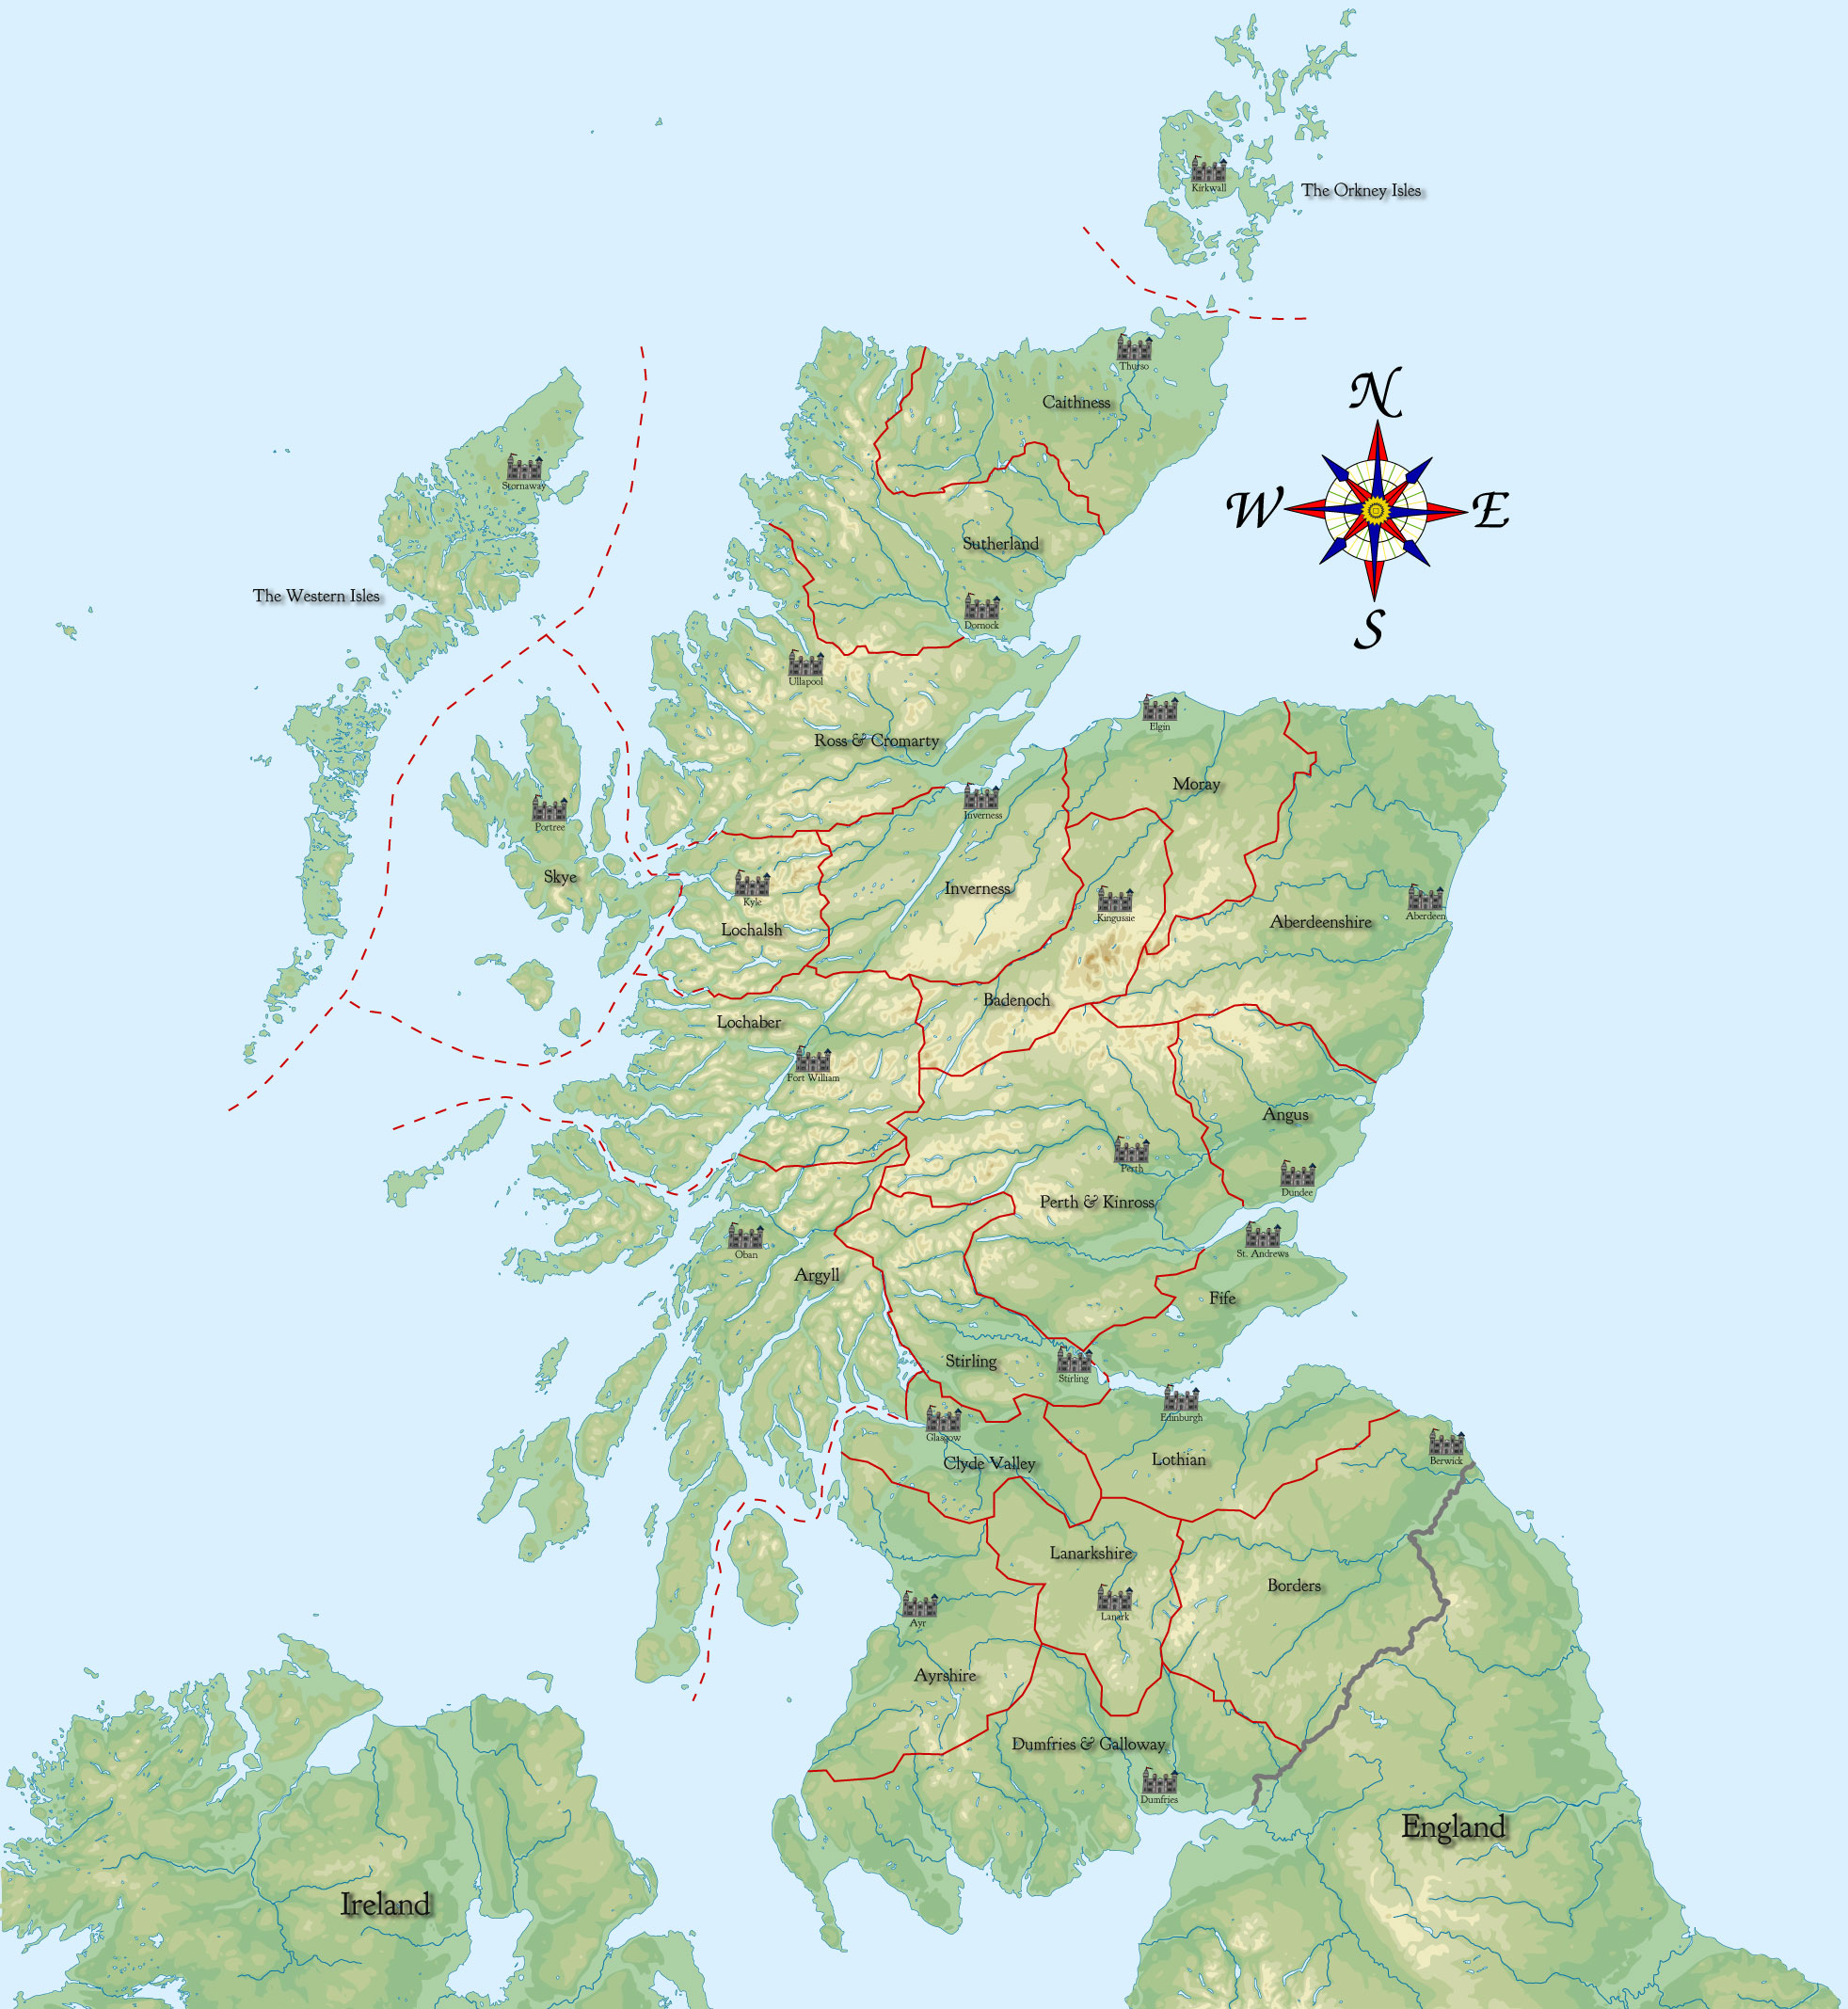 Kirkwall
The Orkney Isles
Thurso
N
Caithness
Stornaway
W
E
Sutherland
The Western Isles
Dornock
S
Ullapool
Elgin
Ross & Cromarty
Moray
Inverness
Portree
Skye
Inverness
Kyle
Kingussie
Aberdeen
Aberdeenshire
Lochalsh
Badenoch
Lochaber
Fort William
Angus
Perth
Dundee
Perth & Kinross
Oban
St. Andrews
Argyll
Fife
Stirling
Stirling
Edinburgh
Glasgow
Berwick
Clyde Valley
Lothian
Lanarkshire
Borders
Lanark
Ayr
Ayrshire
Dumfries & Galloway
Dumfries
England
Ireland